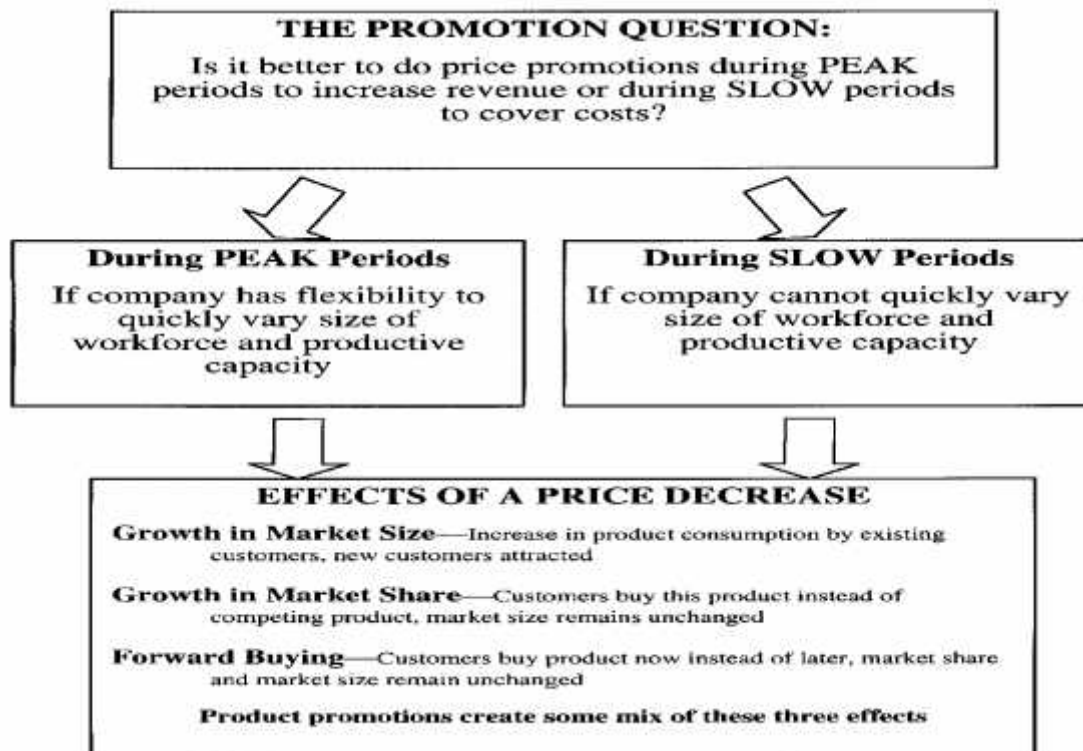 THE PROMOTION QUESTION:
Is it better to do price promotions during PEAK
periods to increase revenue or during SLOW periods
to cover costs?
During PEAK Periods
If company has flexibility to
quickly vary size of
workforce and productive
capacity
During SLOW Periods
If company cannot quickly vary
size of workforce and
productive capacity
EFFECTS OF A PRICE DECREASE
Growth in Market Size—Increase in product consumption by existing
customers, new customers attracted
Growth in Market Share—Customers buy this product instead of
competing product, market size remains unchanged
Forward Buying—Customers buy product now instead of later, market share
and market size remain unchanged
Product promotions create some mix of these three effects